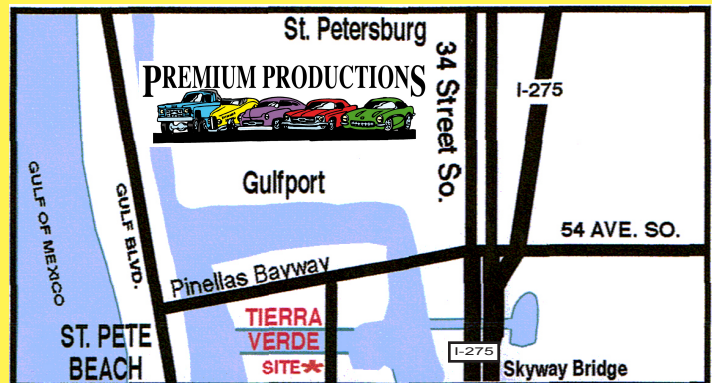 St. Petersburg
PREMIUM PRODUCTIONS
34 Street So.
I-275
GULF OF MEXICO
GULF BLVD.
Gulfport
54 AVE. SO.
Pinellas Bayway
ST. PETE
BEACH
TIERRA
VERDE
SITE*
I-275
Skyway Bridge